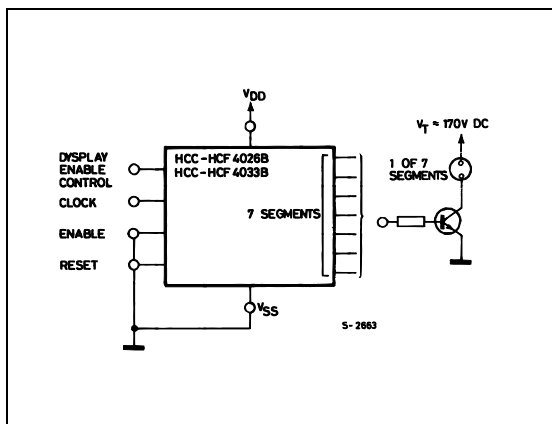 VDD
DYSPLAY
ENABLE
CONTROL
CLOCK
ENABLE
RESET
HCC-HCF 4026B
HCC-HCF 4033B
7 SEGMENTS
VSS
VT ≈ 170V DC
1 OF 7
SEGMENTS
S-2663